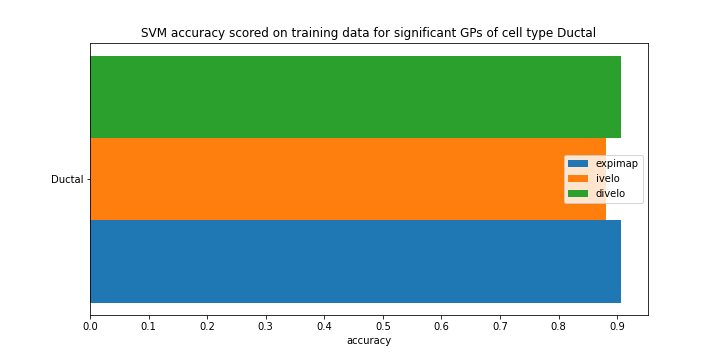 SVM accuracy scored on training data for significant GPs of cell type Ductal
Ductal
expimap
ivelo
divelo
0.0 0.1 0.2 0.3 0.4 0.5 0.6 0.7 0.8 0.9
accuracy